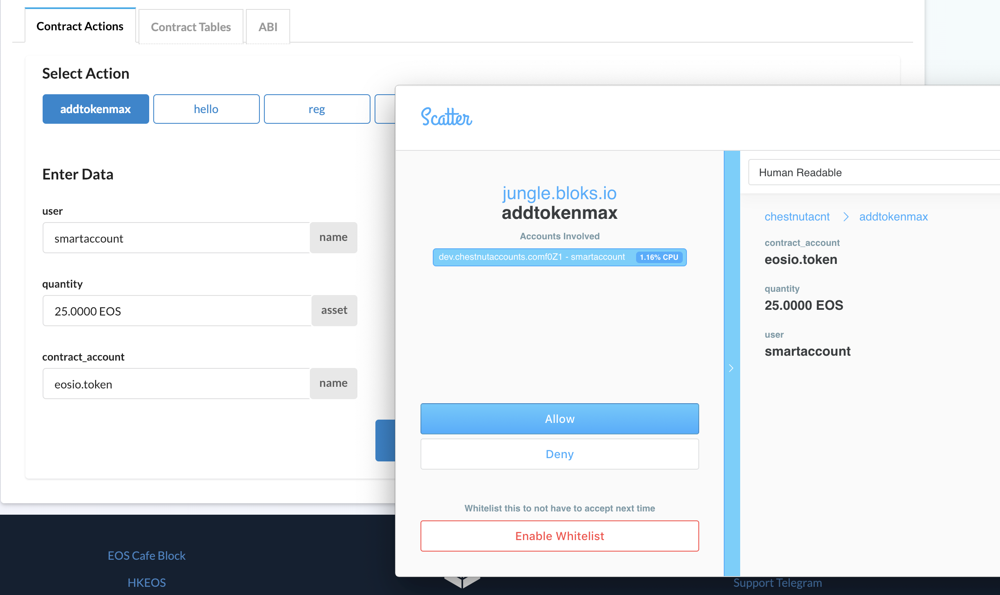 Contract Actions
Contract Tables
ABI
Select Action
addtokenmax
hello
reg
Enter Data
user
smartaccount
name
quantity
25.0000 EOS
asset
contract_account
eosio.token
name
Scatter
jungle.bloks.io
addtokenmax
Accounts Involved
dev.chestnutaccounts.comf0Z1 - smartaccount
1.16% CPU
Allow
Deny
Whitelist this to not have to accept next time
Enable Whitelist
Human Readable
chestnutacnt > addtokenmax
contract_account
eosio.token
quantity
25.0000 EOS
user
smartaccount
EOS Cafe Block
HKEOS
Support Telegram